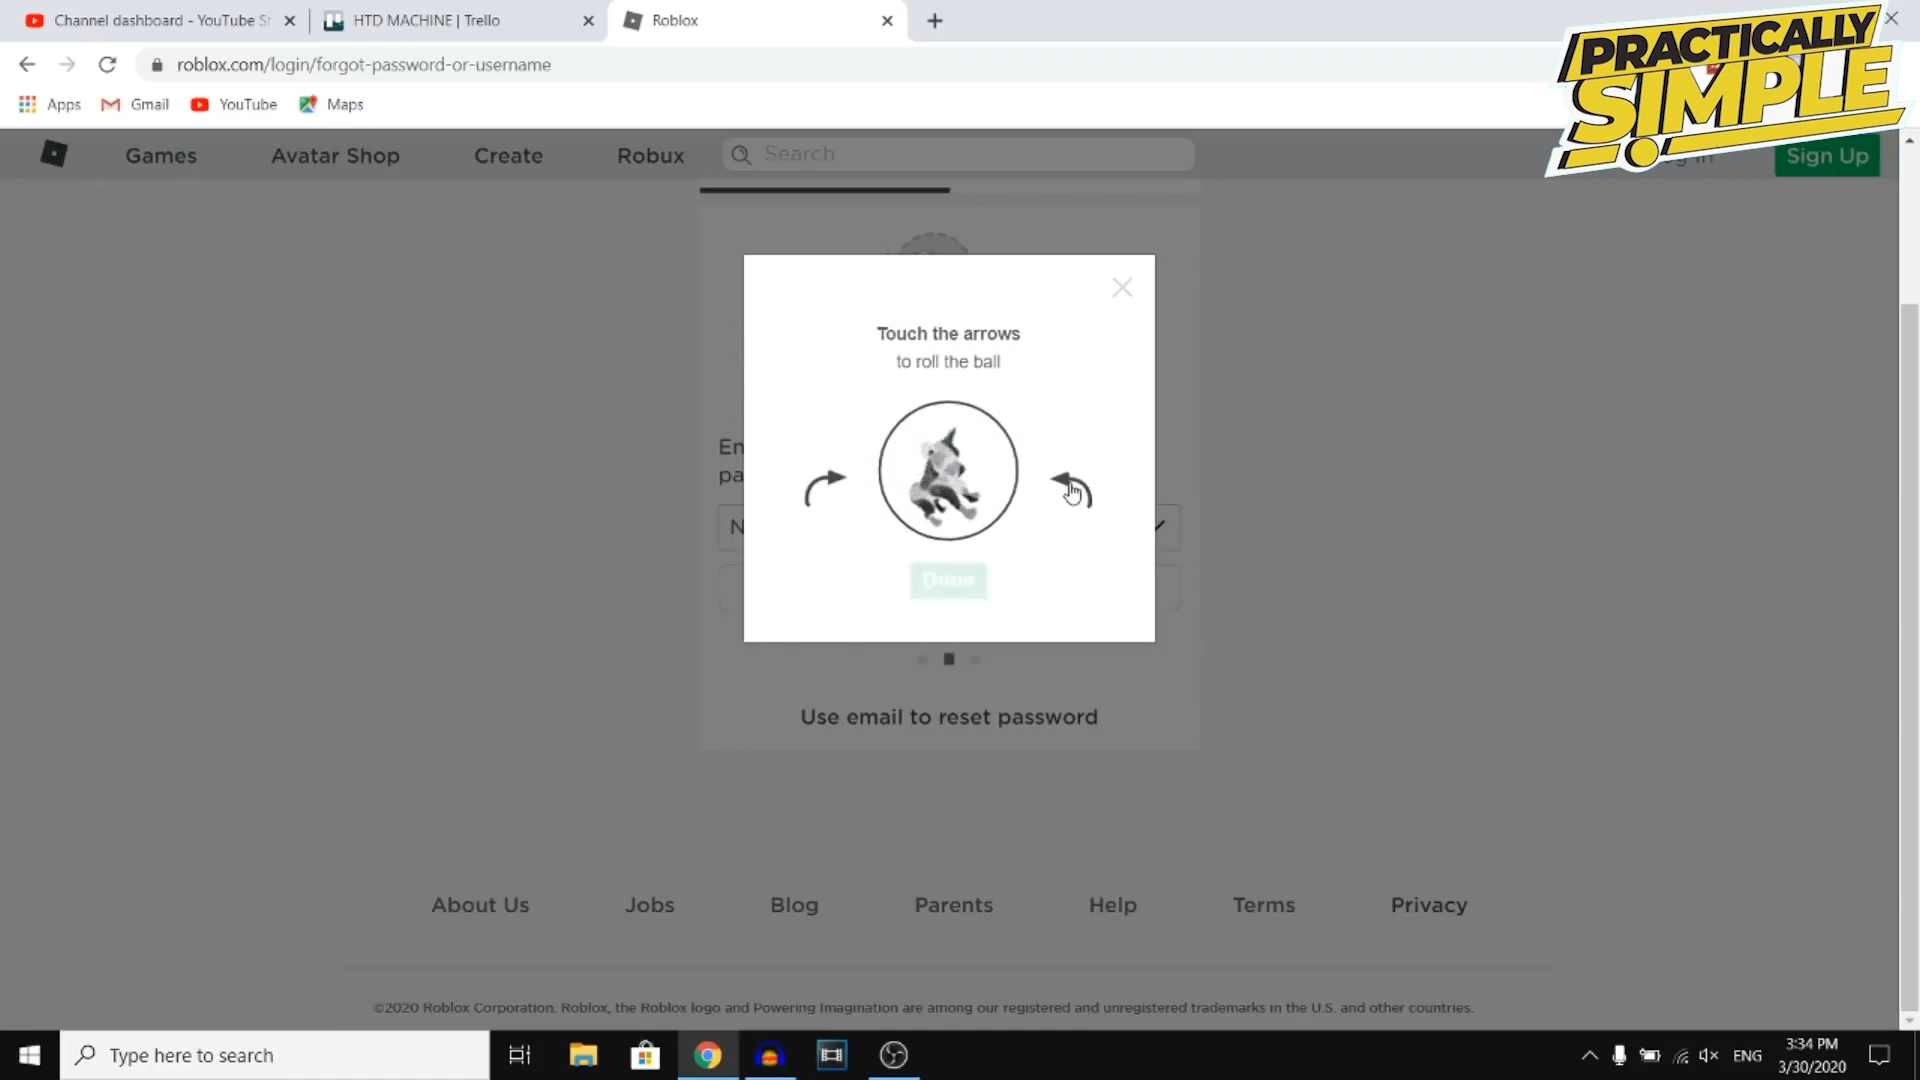 Channel dashboard - YouTube St
HTD MACHINE | Trello
Roblox
roblox.com/login/forgot-password-or-username
Apps
Gmail
YouTube
Maps
PRACTICALLY
SIMPLE
Games
Avatar Shop
Create
Robux
Search
Sign Up
Touch the arrows
to roll the ball
En
pa
N
Done
Use email to reset password
About Us
Jobs
Blog
Parents
Help
Terms
Privacy
©2020 Roblox Corporation. Roblox, the Roblox logo and Powering Imagination are among our registered and unregistered trademarks in the U.S. and other countries.
Type here to search
ENG
3:34 PM
3/30/2020